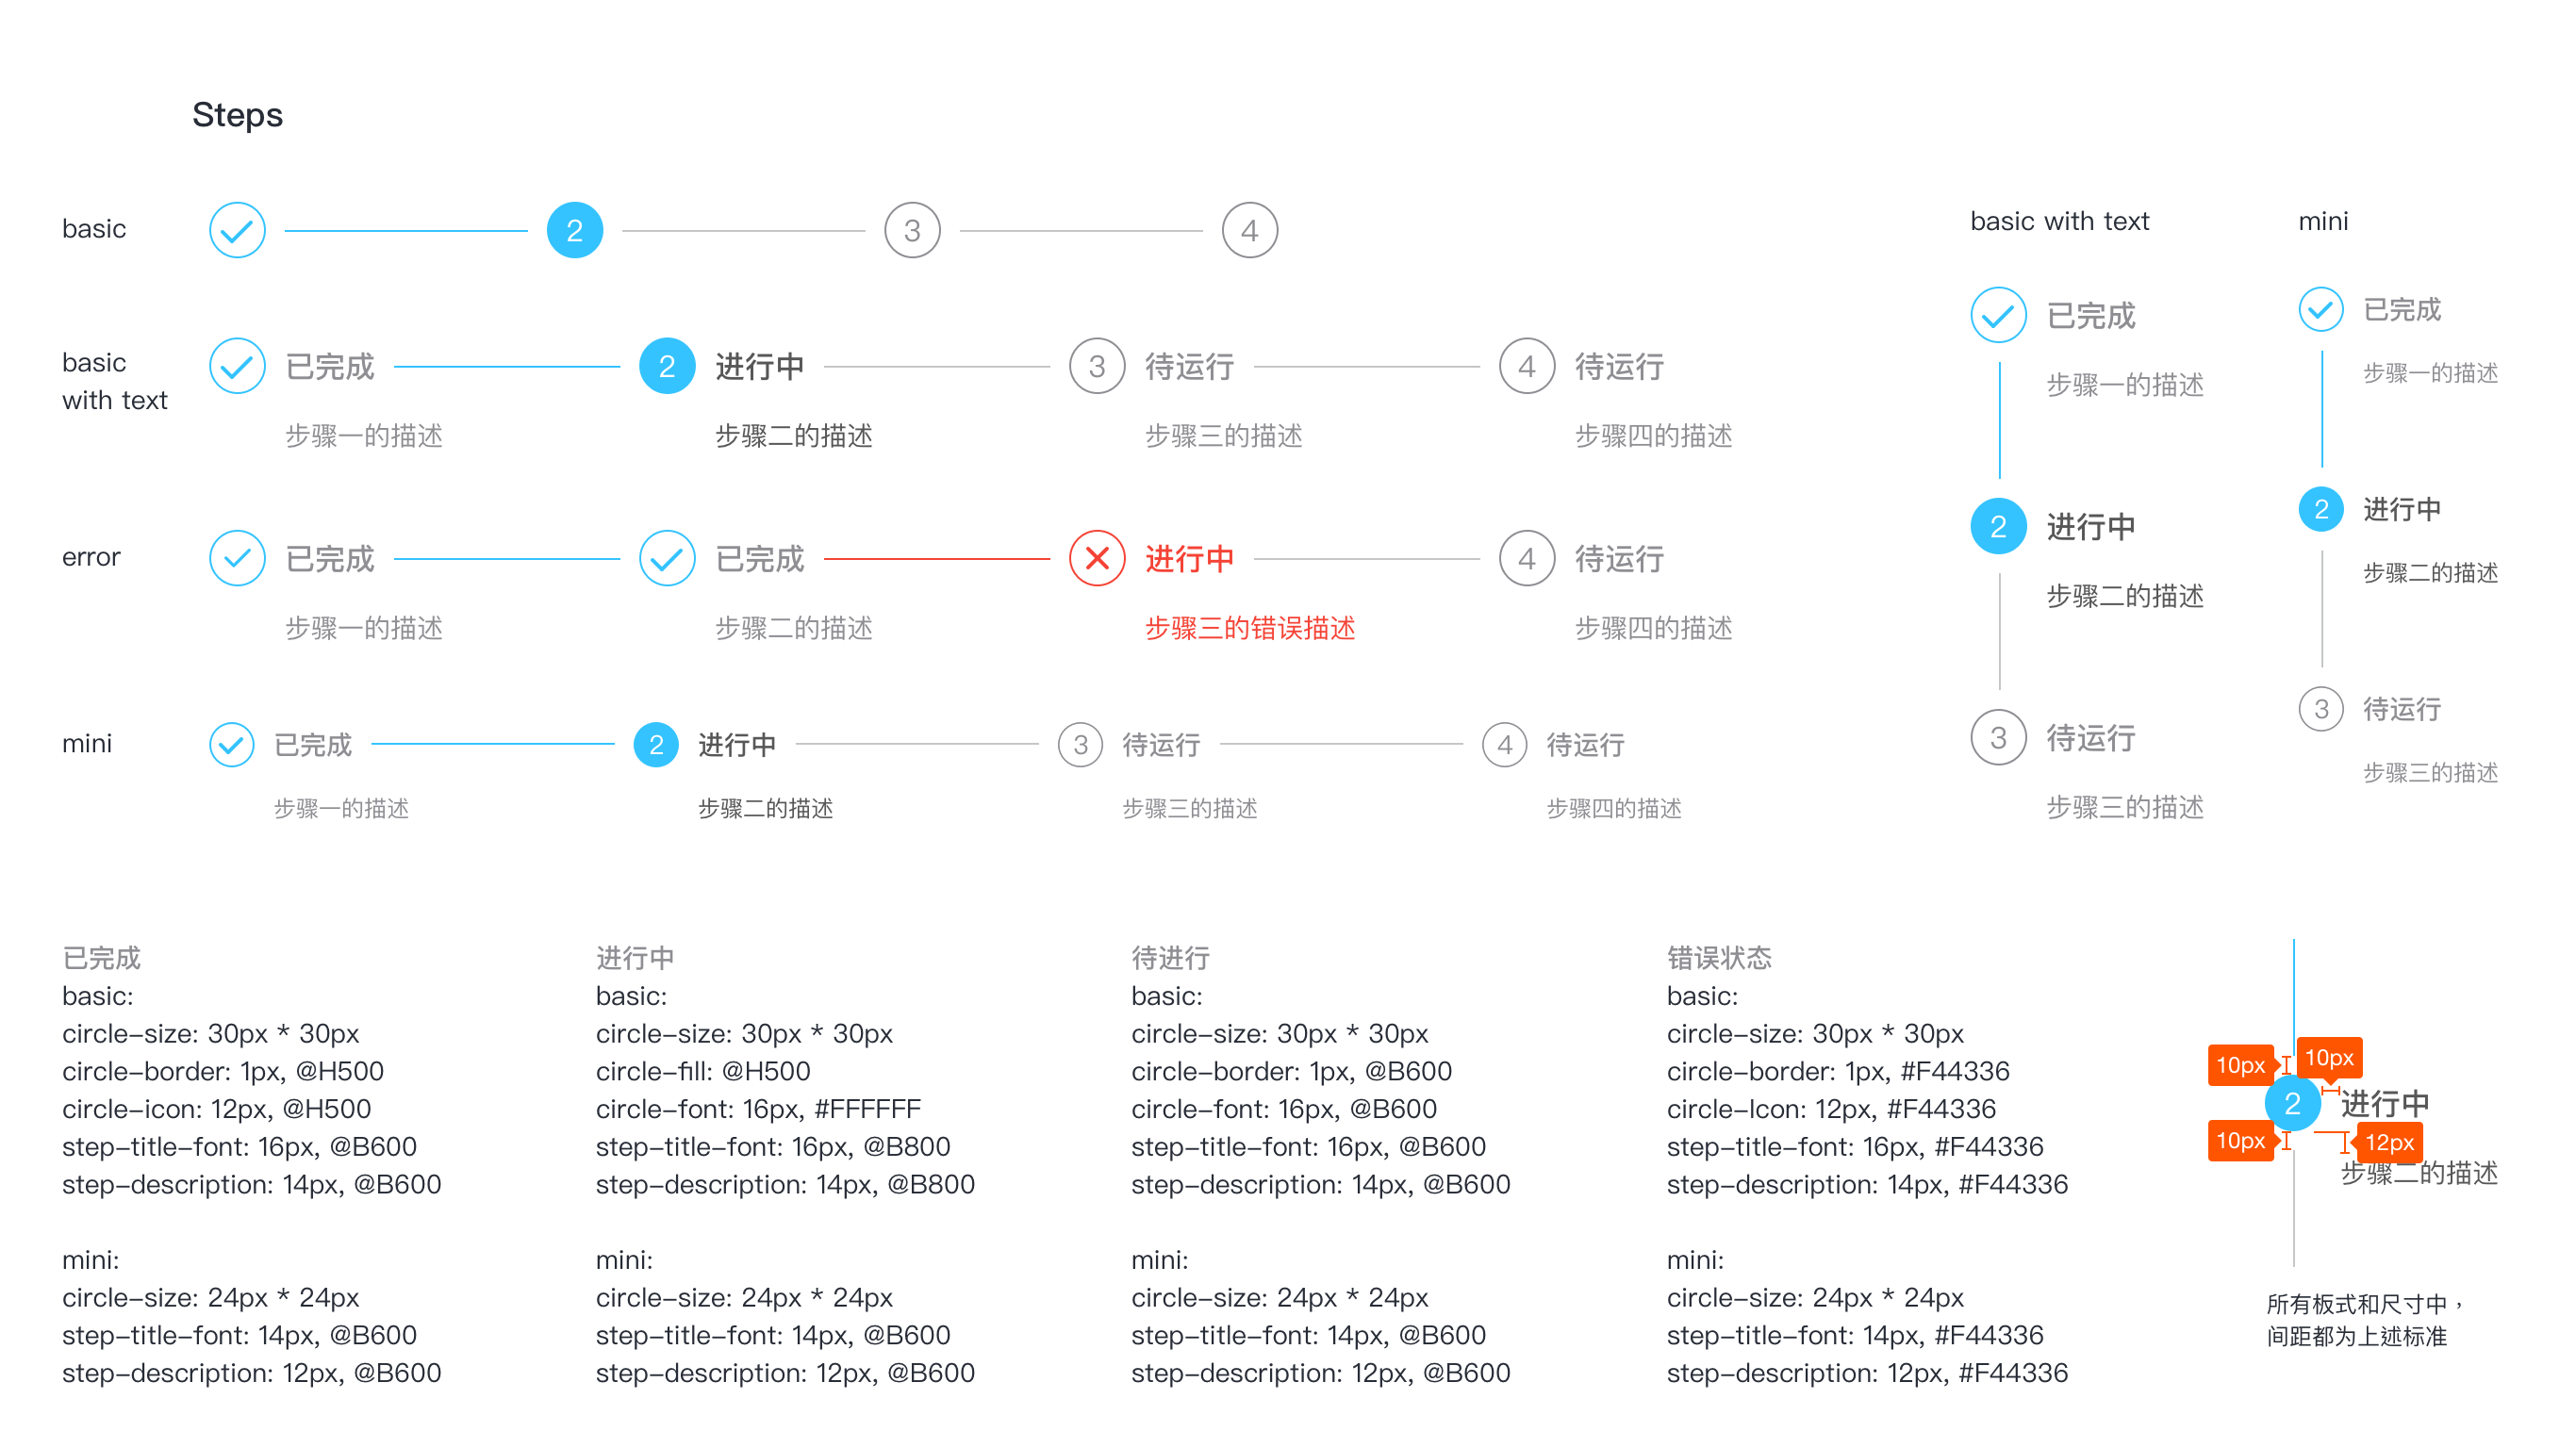 Steps
basic
2
3
4
basic
with text
已完成
2
进行中
3
待运行
4
待运行
步骤一的描述
步骤二的描述
步骤三的描述
步骤四的描述
error
已完成
已完成
进行中
4
待运行
步骤一的描述
步骤二的描述
步骤三的错误描述
步骤四的描述
mini
已完成
2
进行中
3
待运行
4
待运行
步骤一的描述
步骤二的描述
步骤三的描述
步骤四的描述
basic with text
已完成
步骤一的描述
2
进行中
步骤二的描述
3
待运行
步骤三的描述
mini
已完成
步骤一的描述
2
进行中
步骤二的描述
3
待运行
步骤三的描述
已完成
basic:
circle-size: 30px * 30px
circle-border: 1px, @H500
circle-icon: 12px, @H500
step-title-font: 16px, @B600
step-description: 14px, @B600
mini:
circle-size: 24px * 24px
step-title-font: 14px, @B600
step-description: 12px, @B600
进行中
basic:
circle-size: 30px * 30px
circle-fill: @H500
circle-font: 16px, #FFFFFF
step-title-font: 16px, @B800
step-description: 14px, @B800
mini:
circle-size: 24px * 24px
step-title-font: 14px, @B600
step-description: 12px, @B600
待进行
basic:
circle-size: 30px * 30px
circle-border: 1px, @B600
circle-font: 16px, @B600
step-title-font: 16px, @B600
step-description: 14px, @B600
mini:
circle-size: 24px * 24px
step-title-font: 14px, @B600
step-description: 12px, @B600
错误状态
basic:
circle-size: 30px * 30px
circle-border: 1px, #F44336
circle-Icon: 12px, #F44336
step-title-font: 16px, #F44336
step-description: 14px, #F44336
mini:
circle-size: 24px * 24px
step-title-font: 14px, #F44336
step-description: 12px, #F44336
10px
10px
2
进行中
10px
12px
步骤二的描述
所有板式和尺寸中，
间距都为上述标准